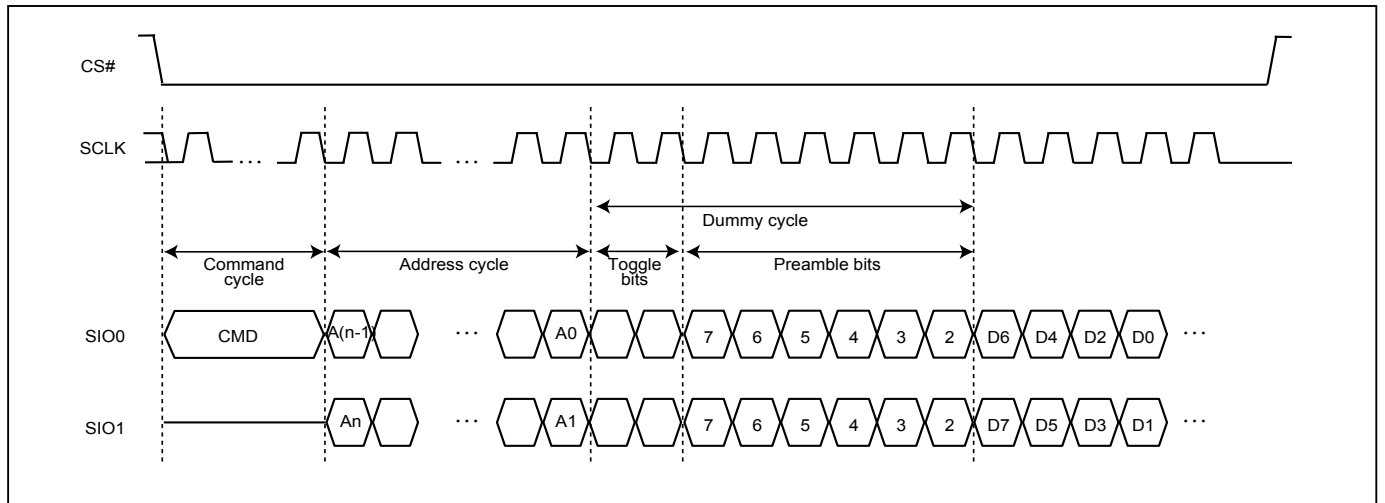 CS#
SCLK
...
...
Dummy cycle
Command
cycle
Address cycle
Toggle
bits
Preamble bits
SIO0
CMD
A(n-1)
...
A0
7
6
5
4
3
2
D6
D4
D2
D0
...
SIO1
An
...
A1
7
6
5
4
3
2
D7
D5
D3
D1
...